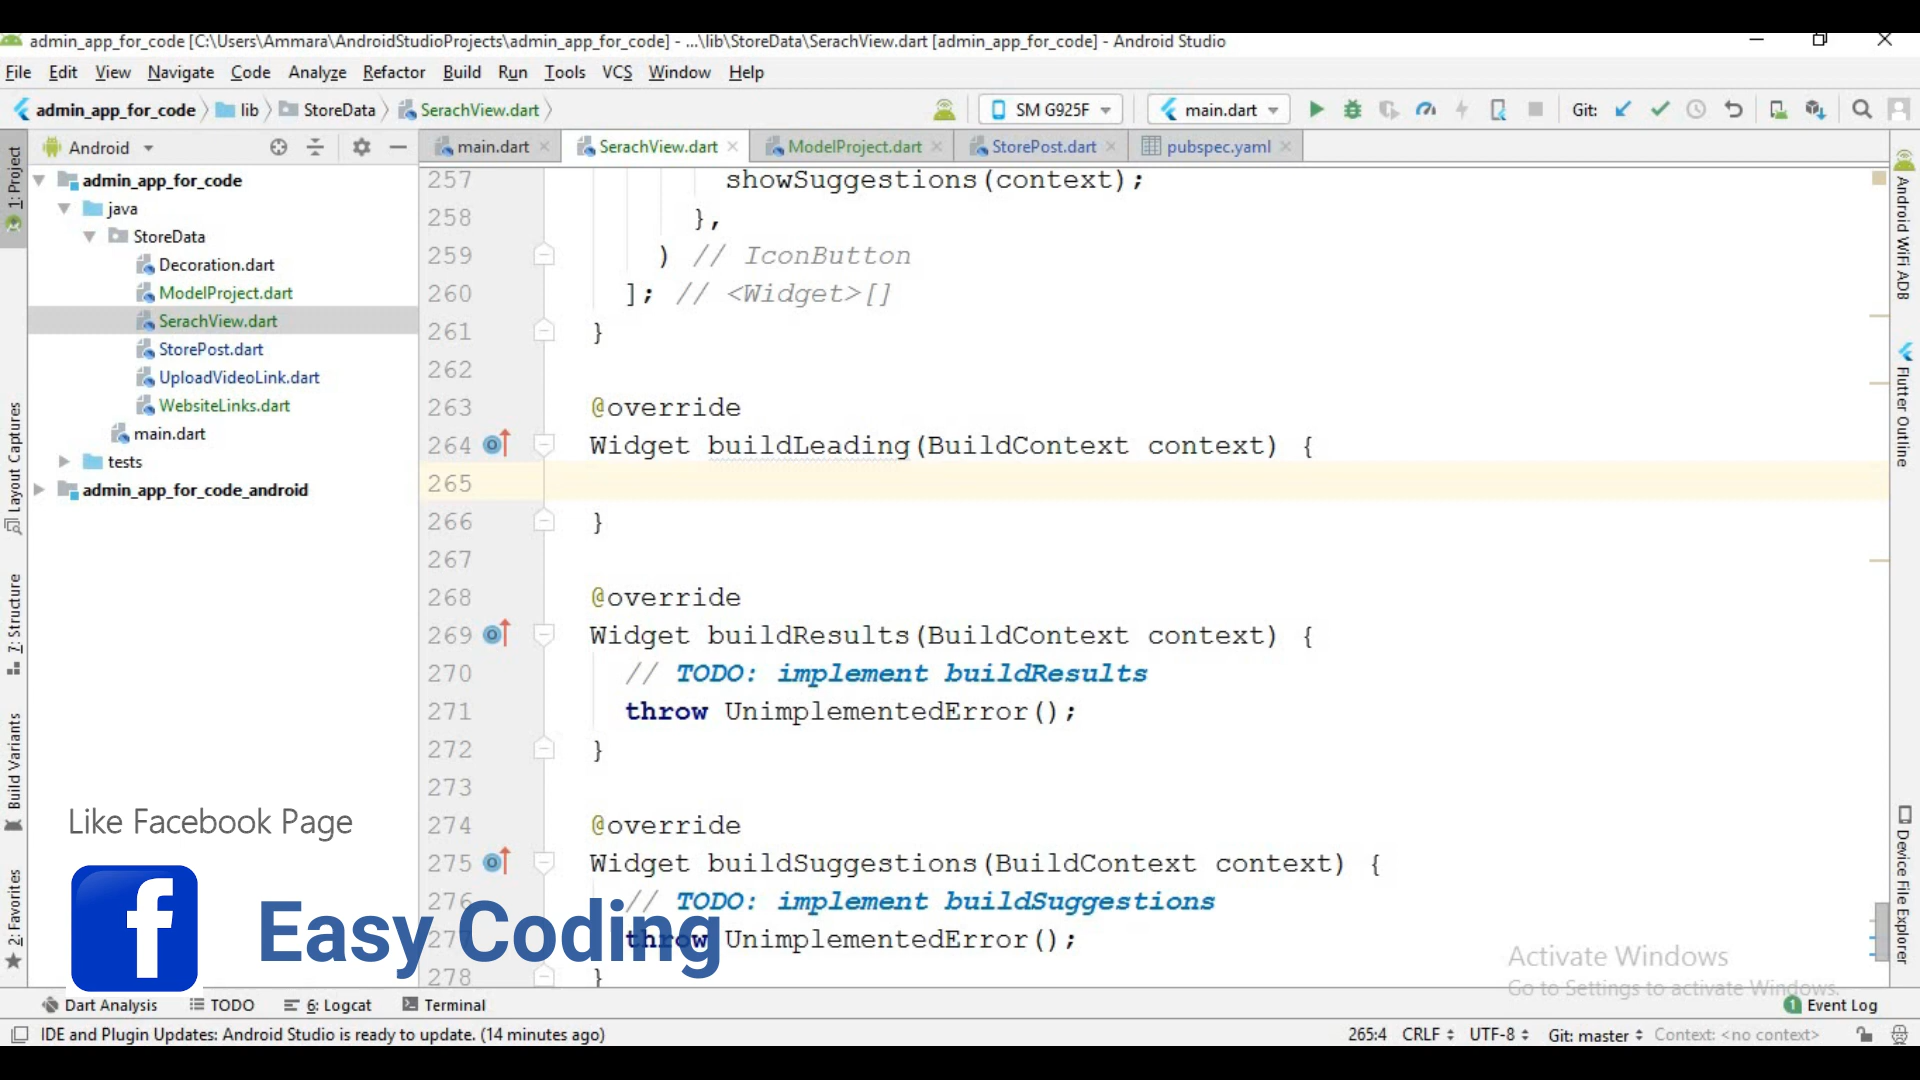 admin_app_for_code [C:\Users\Ammara\AndroidStudioProjects\admin_app_for_code] - ...\lib\StoreData\SerachView.dart [admin_app_for_code] - Android Studio
File Edit View Navigate Code Analyze Refactor Build Run Tools VCS Window Help
admin_app_for_code lib StoreData SerachView.dart SM G925F main.dart Git:
Android main.dart SerachView.dart ModelProject.dart StorePost.dart pubspec.yaml
1: Project
Layout Captures
7: Structure
Build Variants
2: Favorites
admin_app_for_code
java
StoreData
Decoration.dart
ModelProject.dart
SerachView.dart
StorePost.dart
UploadVideoLink.dart
WebsiteLinks.dart
main.dart
tests
admin_app_for_code_android
257 showSuggestions(context);
258 },
259 ) // IconButton
260 ]; // <Widget>[]
261 }
262
263 @override
264 Widget buildLeading(BuildContext context) {
265
266 }
267
268 @override
269 Widget buildResults(BuildContext context) {
270 // TODO: implement buildResults
271 throw UnimplementedError();
272 }
273
274 @override
275 Widget buildSuggestions(BuildContext context) {
276 // TODO: implement buildSuggestions
277 throw UnimplementedError();
278 }
Like Facebook Page
f Easy Coding
Android WiFi ADB
Flutter Outline
Device File Explorer
Activate Windows
Go to Settings to activate Windows.
Dart Analysis TODO 6: Logcat Terminal 1 Event Log
IDE and Plugin Updates: Android Studio is ready to update. (14 minutes ago) 265:4 CRLF UTF-8 Git: master Context: <no context>